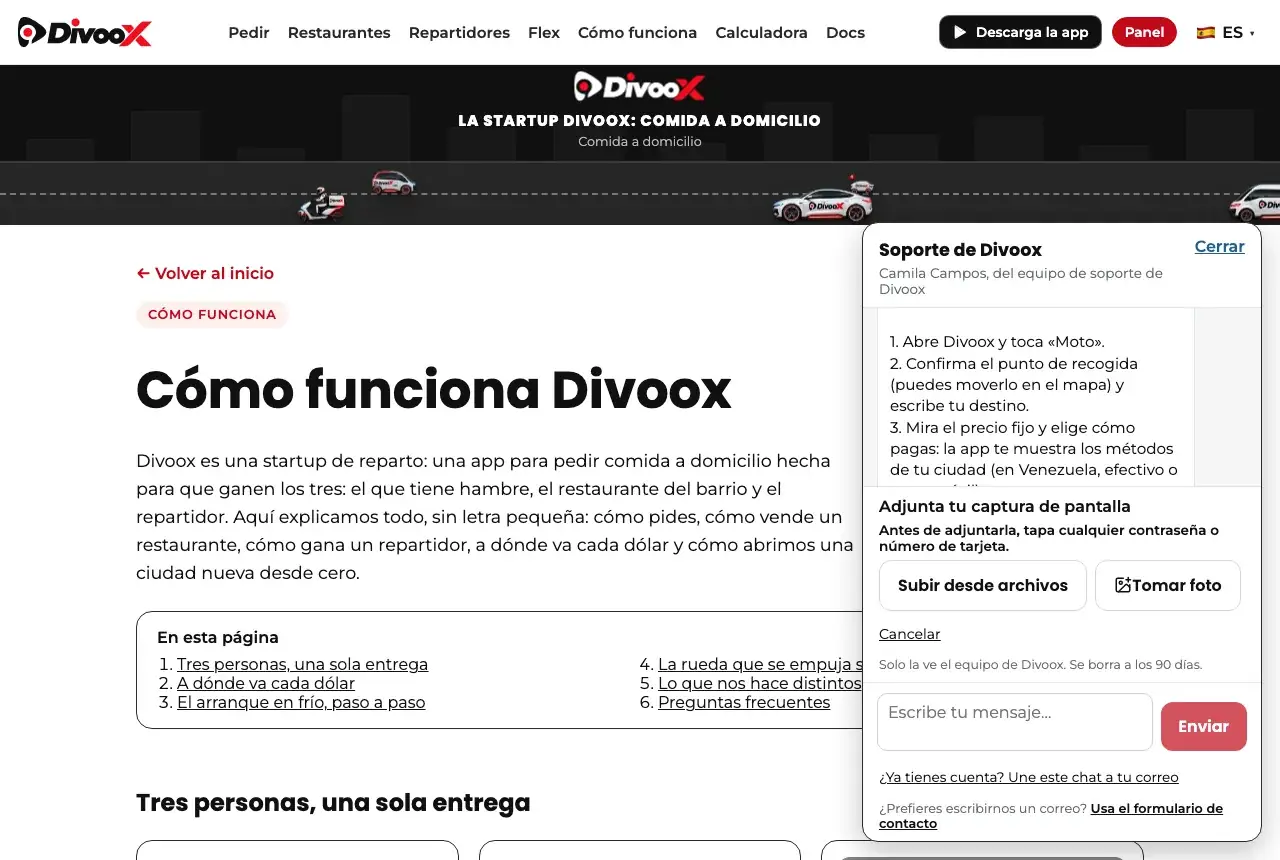 DivooX
Pedir
Restaurantes
Repartidores
Flex
Cómo funciona
Calculadora
Docs
Descarga la app
Panel
ES
DivooX
LA STARTUP DIVOOX: COMIDA A DOMICILIO
Comida a domicilio
← Volver al inicio
CÓMO FUNCIONA
Cómo funciona Divoox
Divoox es una startup de reparto: una app para pedir comida a domicilio hecha
para que ganen los tres: el que tiene hambre, el restaurante del barrio y el
repartidor. Aquí explicamos todo, sin letra pequeña: cómo pides, cómo vende un
restaurante, cómo gana un repartidor, a dónde va cada dólar y cómo abrimos una
ciudad nueva desde cero.
En esta página
1. Tres personas, una sola entrega
2. A dónde va cada dólar
3. El arranque en frío, paso a paso
4. La rueda que se empuja s
5. Lo que nos hace distintos
6. Preguntas frecuentes
Tres personas, una sola entrega
Soporte de Divoox
Cerrar
Camila Campos, del equipo de soporte de
Divoox
1. Abre Divoox y toca «Moto».
2. Confirma el punto de recogida
(puedes moverlo en el mapa) y
escribe tu destino.
3. Mira el precio fijo y elige cómo
pagas: la app te muestra los métodos
de tu ciudad (en Venezuela, efectivo o
Adjunta tu captura de pantalla
Antes de adjuntarla, tapa cualquier contraseña o
número de tarjeta.
Subir desde archivos
Tomar foto
Cancelar
Solo la ve el equipo de Divoox. Se borra a los 90 días.
Escribe tu mensaje...
Enviar
¿Ya tienes cuenta? Une este chat a tu correo
¿Prefieres escribirnos un correo? Usa el formulario de
contacto